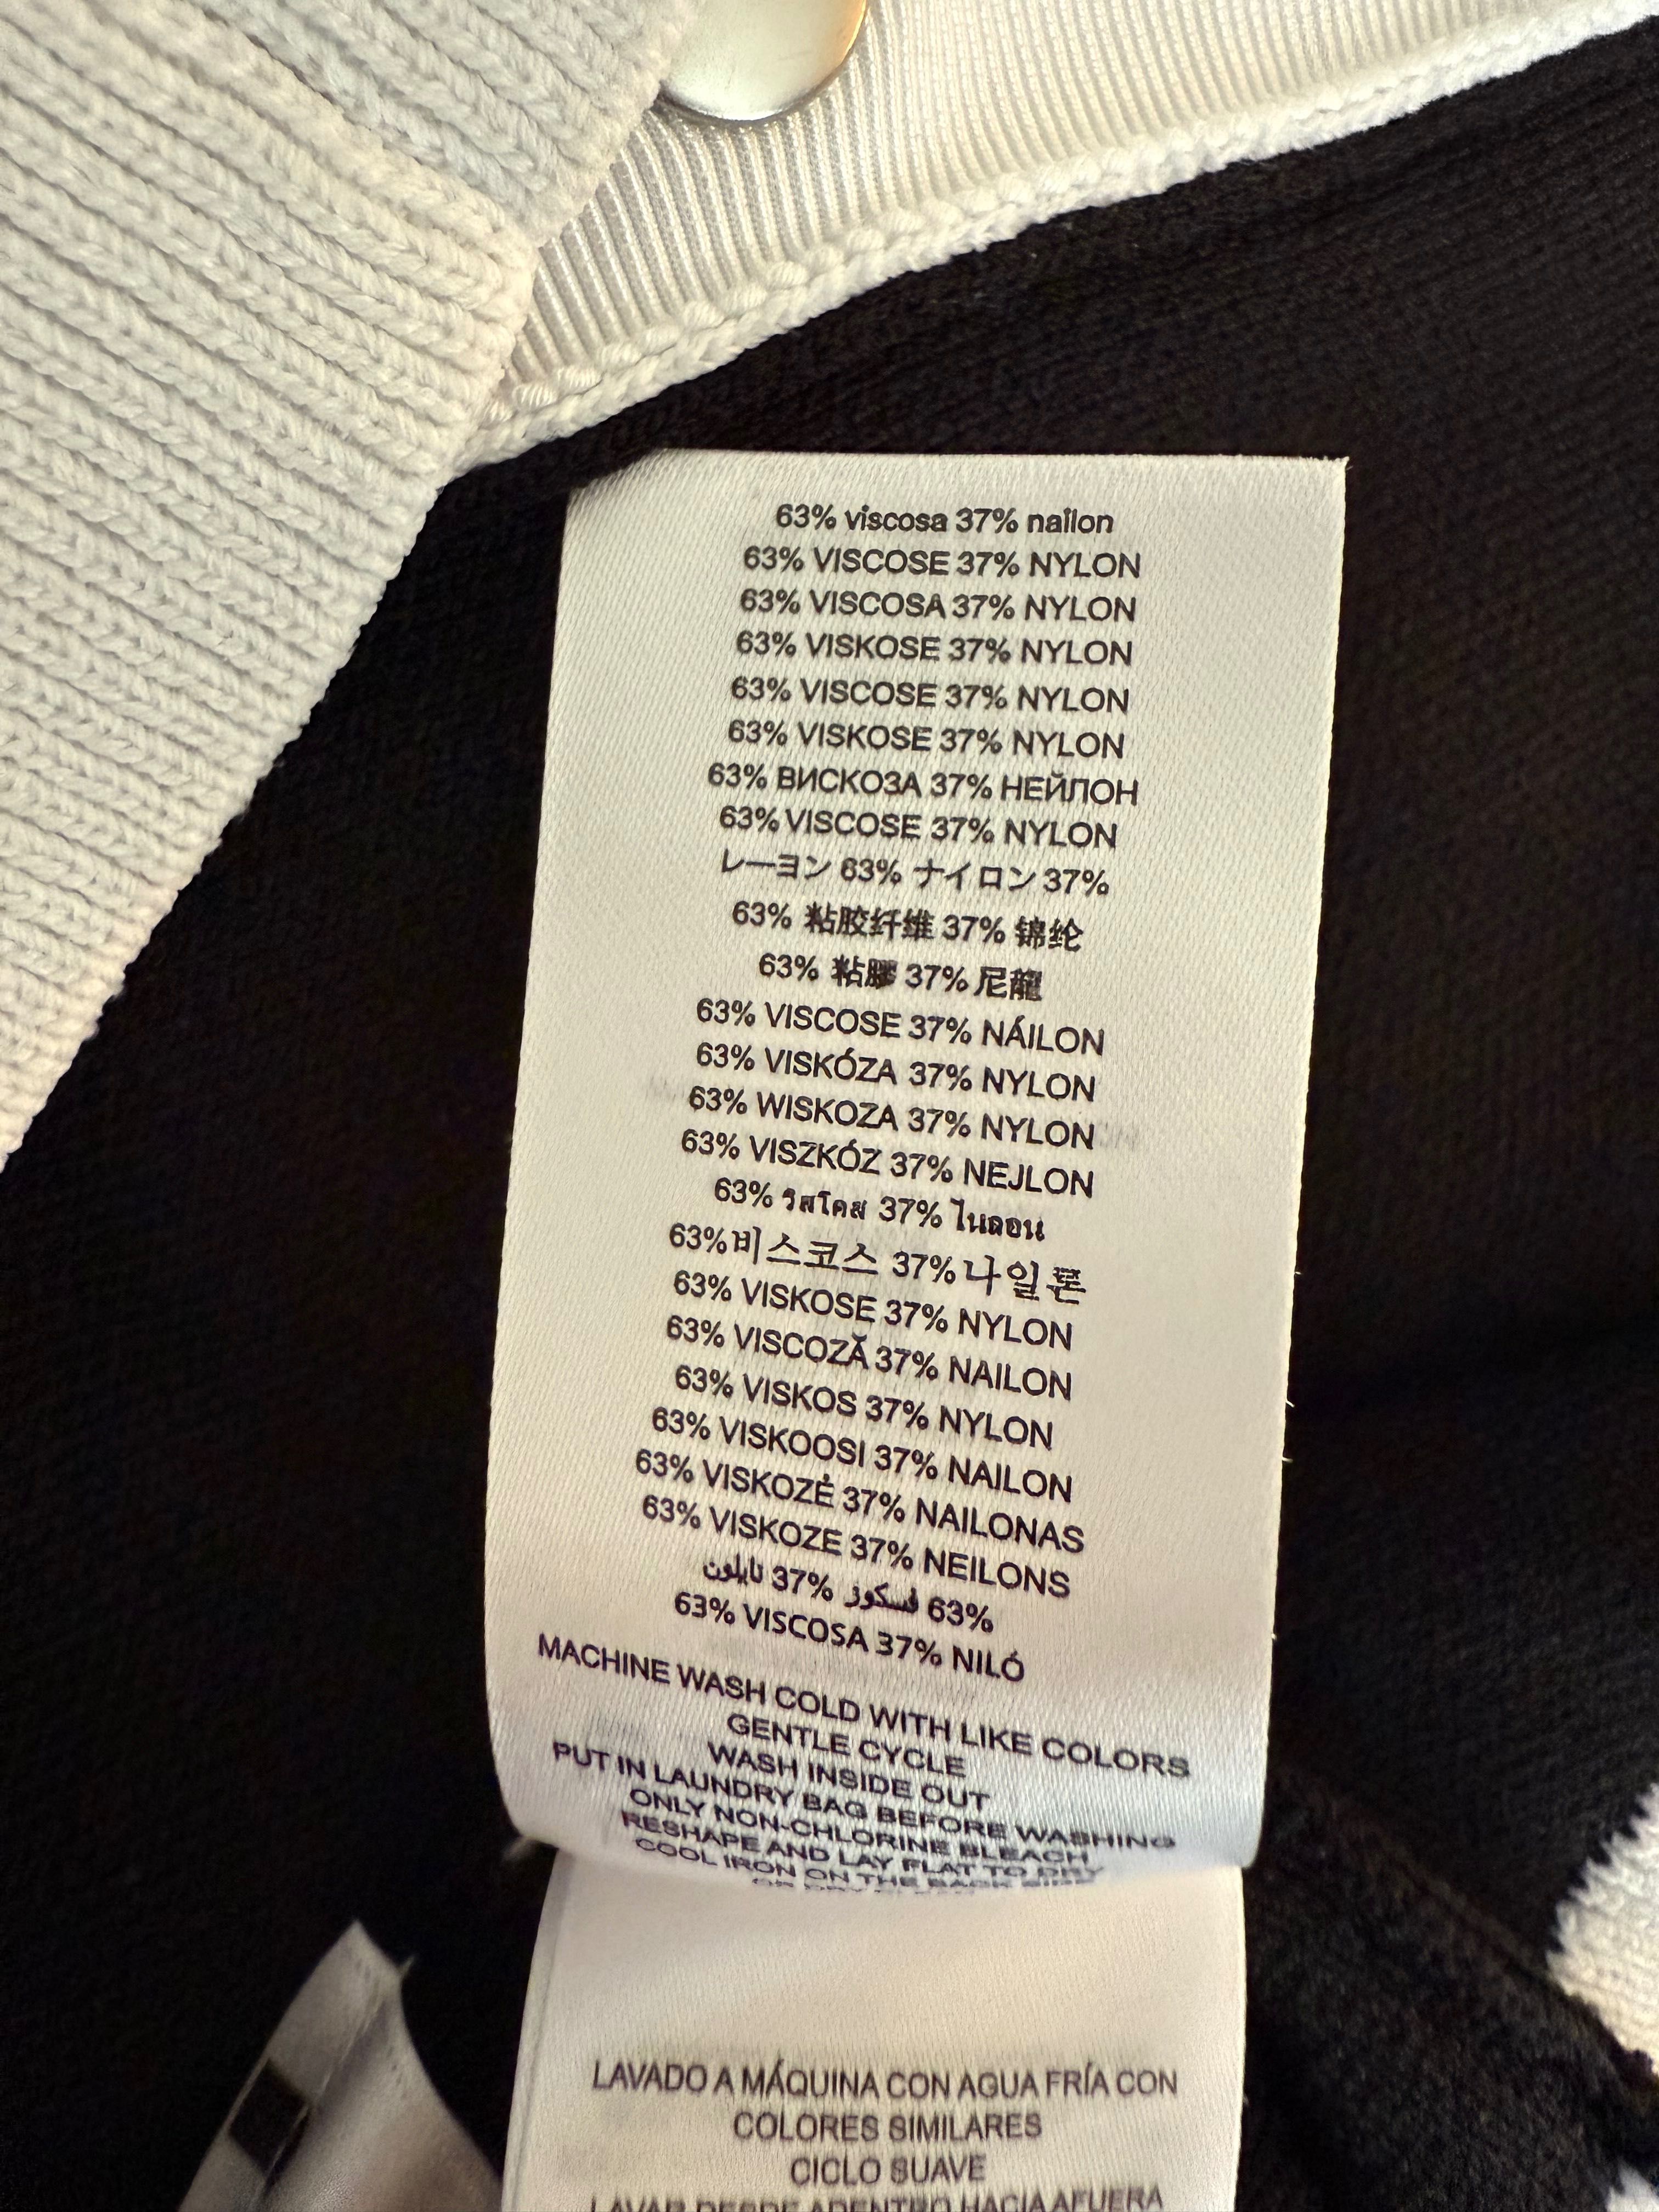 63% viscosa 37% nailon
63% VISCOSE 37% NYLON
63% VISCOSA 37% NYLON
63% VISKOSE 37% NYLON
63% VISCOSE 37% NYLON
63% VISKOSE 37% NYLON
63% ВИСКОЗА 37% НЕЙЛОН
63% VISCOSE 37% NYLON
レーヨン 63% ナイロン 37%
63% 粘胶纤维 37% 锦纶
63% 粘膠 37% 尼龍
63% VISCOSE 37% NÁILON
63% VISKÓZA 37% NYLON
63% WISKOZA 37% NYLON
63% VISZKÓZ 37% NEJLON
63% วิสโคส 37% ไนลอน
63%비스코스 37%나일론
63% VISKOSE 37% NYLON
63% VISCOZĂ 37% NAILON
63% VISKOS 37% NYLON
63% VISKOOSI 37% NAILON
63% VISKOZĖ 37% NAILONAS
63% VISKOZE 37% NEILONS
63% فسكوز 37% نايلون
63% VISCOSA 37% NILÓ
MACHINE WASH COLD WITH LIKE COLORS
GENTLE CYCLE
WASH INSIDE OUT
PUT IN LAUNDRY BAG BEFORE WASHING
ONLY NON-CHLORINE BLEACH
RESHAPE AND LAY FLAT TO DRY
COOL IRON ON THE BACK SIDE
OR DRY CLEAN
LAVADO A MÁQUINA CON AGUA FRÍA CON
COLORES SIMILARES
CICLO SUAVE
LAVAR DESDE ADENTRO HACIA AFUERA